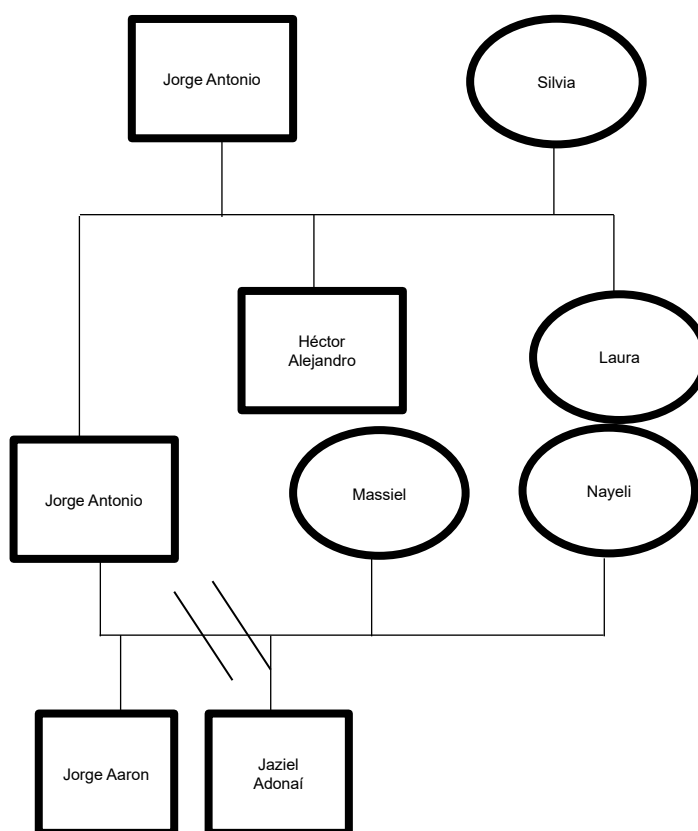 Jorge Antonio
Silvia
Héctor
Alejandro
Laura
Jorge Antonio
Massiel
Nayeli
Jorge Aaron
Jaziel
Adonaí